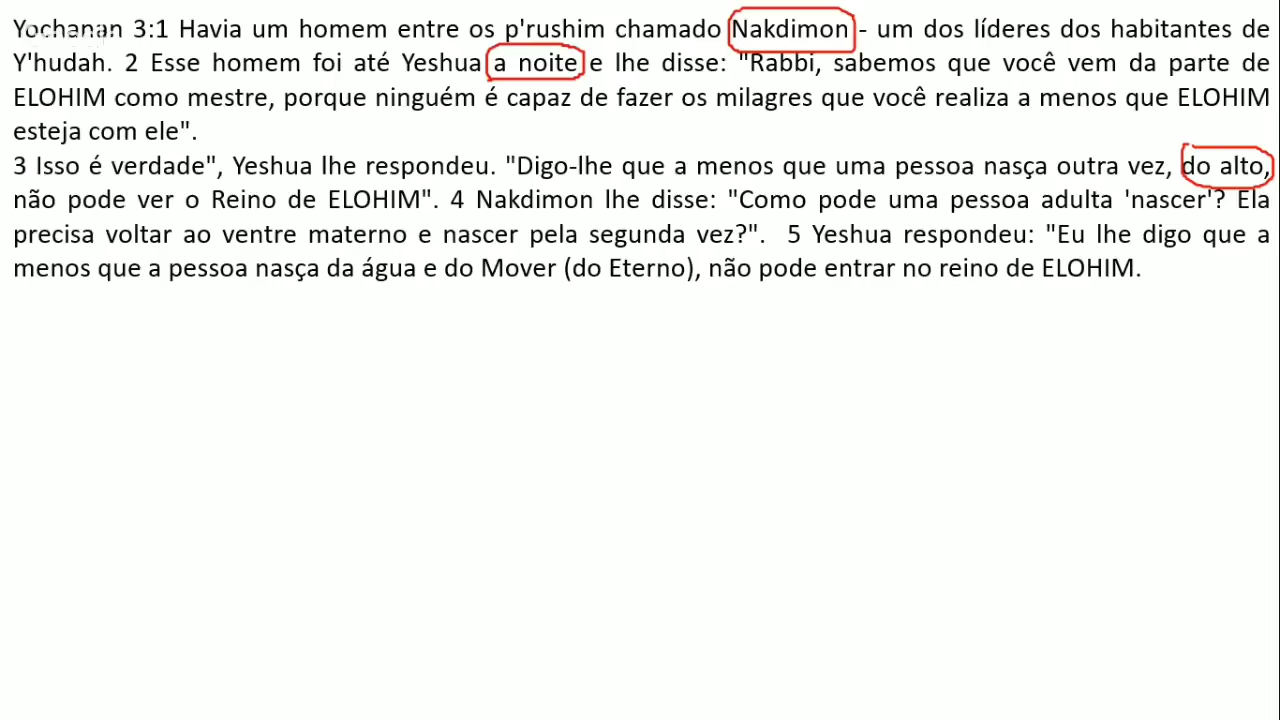 Yochanan 3:1 Havia um homem entre os p'rushim chamado Nakdimon - um dos líderes dos habitantes de
Y'hudah. 2 Esse homem foi até Yeshua a noite e lhe disse: "Rabbi, sabemos que você vem da parte de
ELOHIM como mestre, porque ninguém é capaz de fazer os milagres que você realiza a menos que ELOHIM
esteja com ele".
3 Isso é verdade", Yeshua lhe respondeu. "Digo-lhe que a menos que uma pessoa nasça outra vez, do alto,
não pode ver o Reino de ELOHIM". 4 Nakdimon lhe disse: "Como pode uma pessoa adulta 'nascer'? Ela
precisa voltar ao ventre materno e nascer pela segunda vez?". 5 Yeshua respondeu: "Eu lhe digo que a
menos que a pessoa nasça da água e do Mover (do Eterno), não pode entrar no reino de ELOHIM.